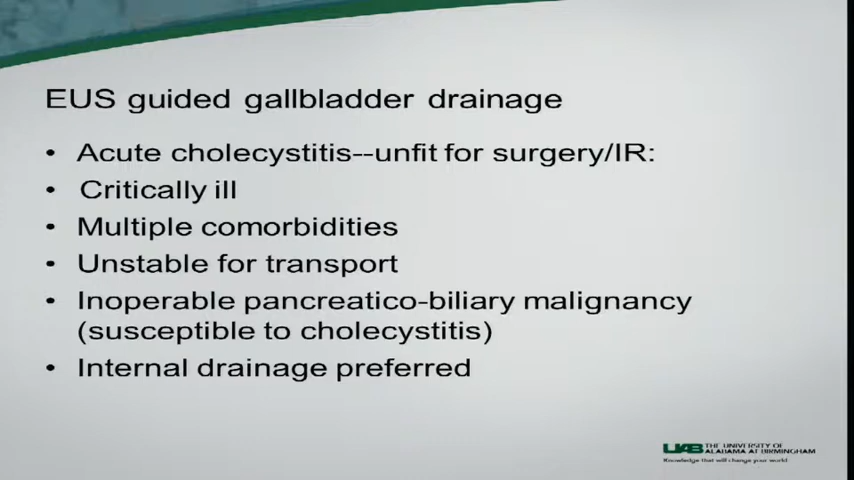 EUS guided gallbladder drainage
• Acute cholecystitis--unfit for surgery/IR:
• Critically ill
• Multiple comorbidities
• Unstable for transport
• Inoperable pancreatico-biliary malignancy
(susceptible to cholecystitis)
• Internal drainage preferred
UAB THE UNIVERSITY OF
ALABAMA AT BIRMINGHAM
Knowledge that will change your world